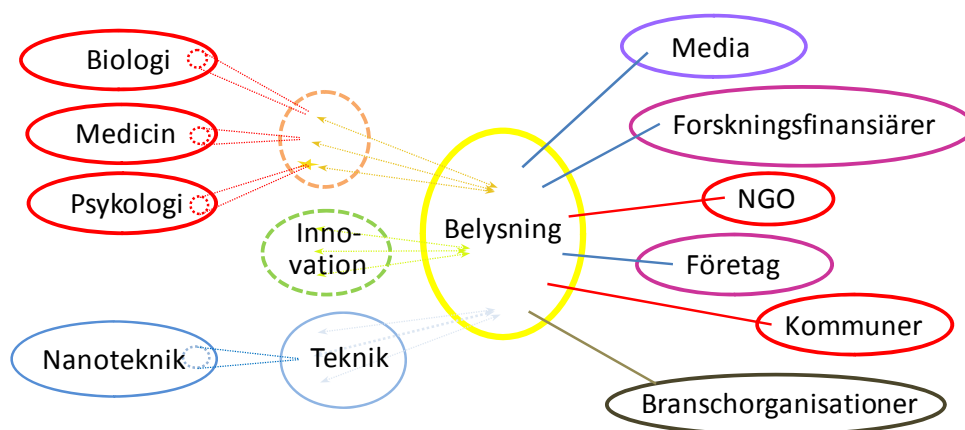 Biologi
Medicin
Psykologi
Inno-
vation
Nanoteknik
Teknik
Belysning
Media
Forskningsfinansiärer
NGO
Företag
Kommuner
Branschorganisationer